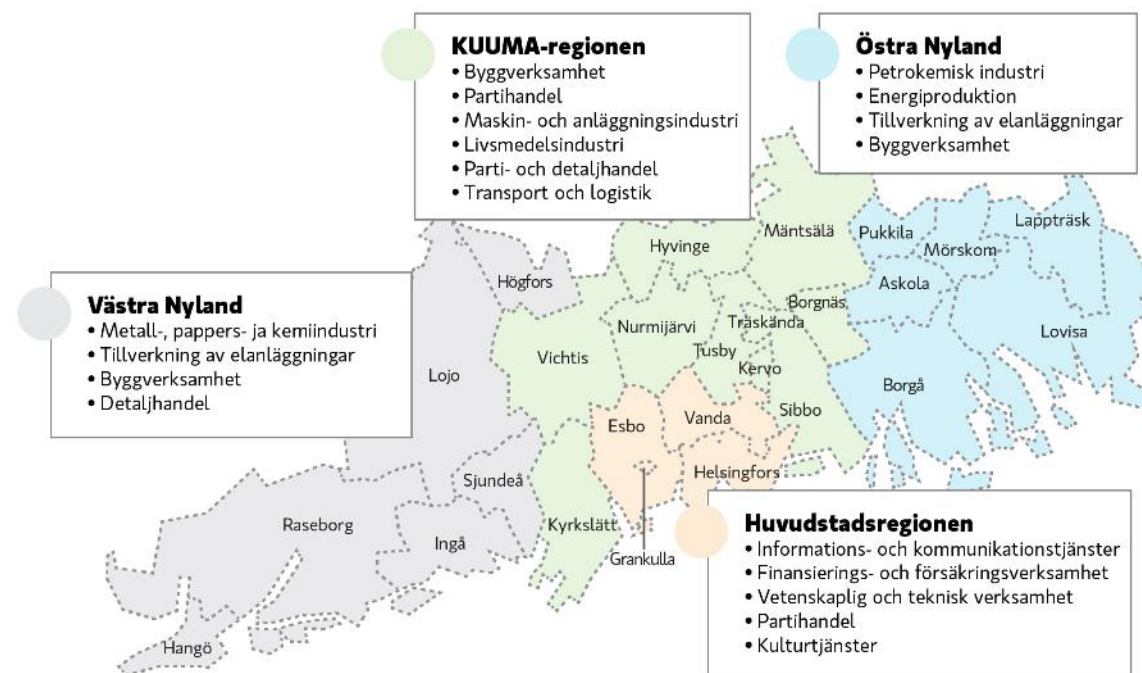 KUUMA-regionen
• Byggverksamhet
• Partihandel
• Maskin- och anläggningsindustri
• Livsmedelsindustri
• Parti- och detaljhandel
• Transport och logistik
Östra Nyland
• Petrokemisk industri
• Energiproduktion
• Tillverkning av elanläggningar
• Byggverksamhet
Västra Nyland
• Metall-, pappers- ja kemiindustri
• Tillverkning av elanläggningar
• Byggverksamhet
• Detaljhandel
Högfors
Lojo
Sjundeå
Raseborg
Ingå
Hangö
Hyvinge
Mäntsälä
Nurmijärvi
Träskända
Borgnäs
Vichtis
Tusby
Kervo
Sibbo
Kyrkslätt
Esbo
Vanda
Helsingfors
Grankulla
Pukkila
Mörskom
Lappträsk
Askola
Lovisa
Borgå
Huvudstadsregionen
• Informations- och kommunikationstjänster
• Finansierings- och försäkringsverksamhet
• Vetenskaplig och teknisk verksamhet
• Partihandel
• Kulturtjänster